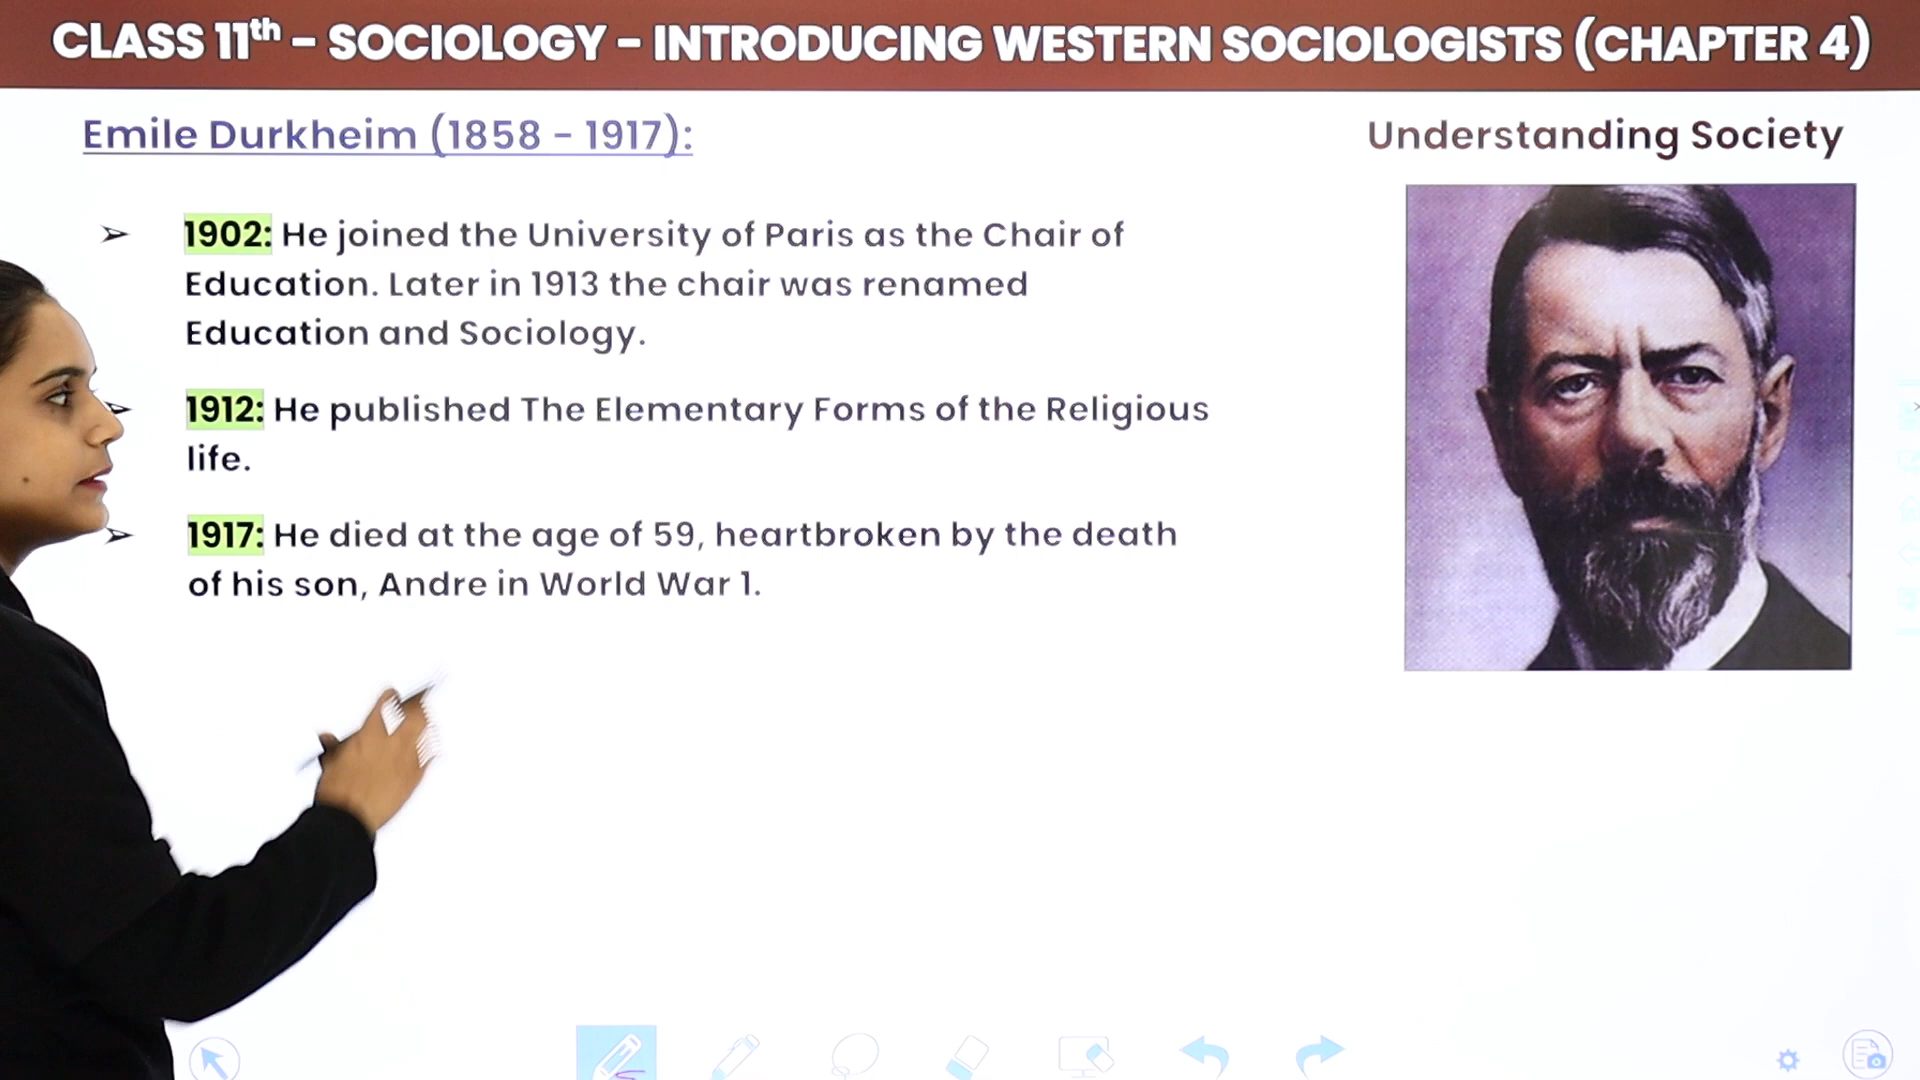 CLASS 11th - SOCIOLOGY - INTRODUCING WESTERN SOCIOLOGISTS (CHAPTER 4)
Emile Durkheim (1858 - 1917):
Understanding Society
➢ 1902: He joined the University of Paris as the Chair of
Education. Later in 1913 the chair was renamed
Education and Sociology.
➢ 1912: He published The Elementary Forms of the Religious
life.
➢ 1917: He died at the age of 59, heartbroken by the death
of his son, Andre in World War 1.